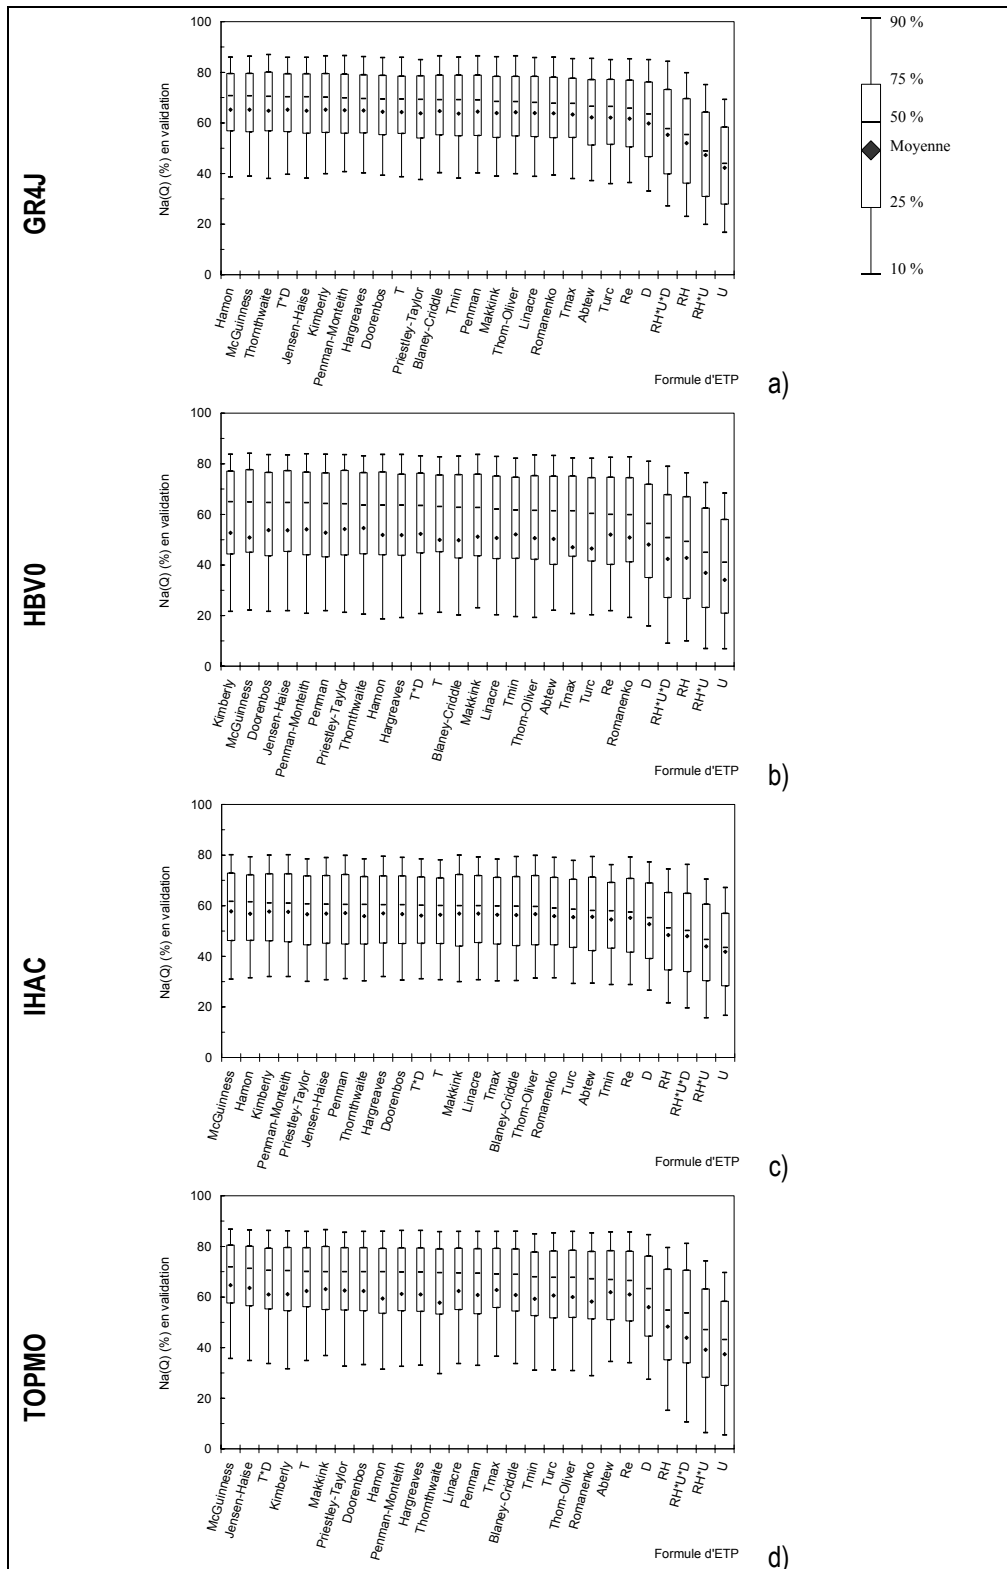 GR4J
Na(Q) (%) en validation
100
80
60
40
20
0
Hamon
McGuinness
Thornthwaite
T*D
Jensen-Haise
Kimberly
Penman-Monteith
Hargreaves
Doorenbos
T
Priestley-Taylor
Blaney-Criddle
Tmin
Penman
Makkink
Thom-Oliver
Linacre
Romanenko
Tmax
Abtew
Turc
Re
D
RH*U*D
RH
RH*U
U
Formule d'ETP
a)
90 %
75 %
50 %
Moyenne
25 %
10 %
HBV0
Na(Q) (%) en validation
100
80
60
40
20
0
Kimberly
McGuinness
Doorenbos
Jensen-Haise
Penman-Monteith
Penman
Priestley-Taylor
Thornthwaite
Hamon
Hargreaves
T*D
T
Blaney-Criddle
Makkink
Linacre
Tmin
Thom-Oliver
Abtew
Tmax
Turc
Re
Romanenko
D
RH*U*D
RH
RH*U
U
Formule d'ETP
b)
IHAC
Na(Q) (%) en validation
100
80
60
40
20
0
McGuinness
Hamon
Kimberly
Penman-Monteith
Priestley-Taylor
Jensen-Haise
Penman
Thornthwaite
Hargreaves
Doorenbos
T*D
T
Makkink
Linacre
Tmax
Blaney-Criddle
Thom-Oliver
Romanenko
Turc
Abtew
Tmin
Re
D
RH
RH*U*D
RH*U
U
Formule d'ETP
c)
TOPMO
Na(Q) (%) en validation
100
80
60
40
20
0
McGuinness
Jensen-Haise
T*D
Kimberly
T
Makkink
Priestley-Taylor
Doorenbos
Hamon
Penman-Monteith
Hargreaves
Thornthwaite
Linacre
Penman
Tmax
Blaney-Criddle
Tmin
Turc
Thom-Oliver
Romanenko
Abtew
Re
D
RH
RH*U*D
RH*U
U
Formule d'ETP
d)